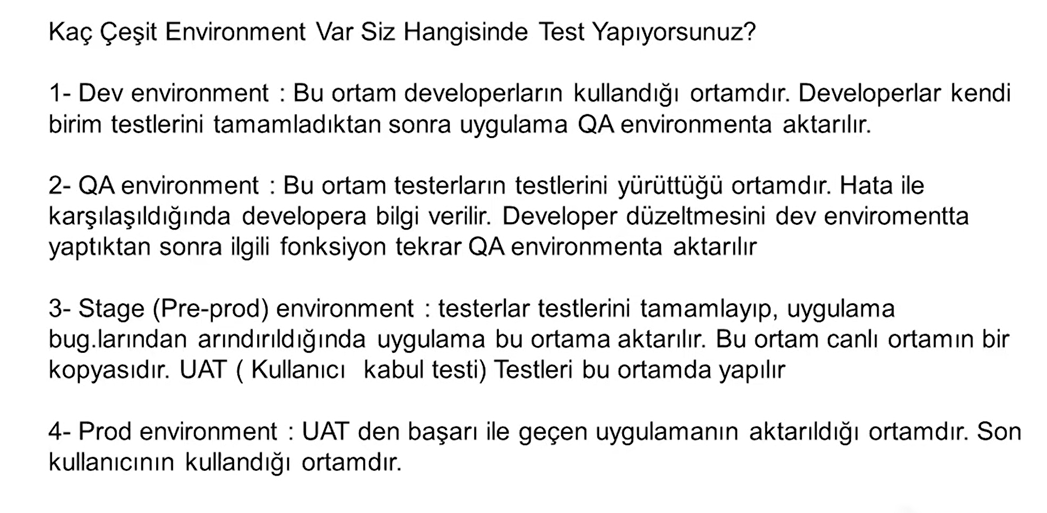 Kaç Çeşit Environment Var Siz Hangisinde Test Yapıyorsunuz?
1- Dev environment : Bu ortam developerların kullandığı ortamdır. Developerlar kendi
birim testlerini tamamladıktan sonra uygulama QA environmenta aktarılır.
2- QA environment : Bu ortam testerların testlerini yürüttüğü ortamdır. Hata ile
karşılaşıldığında developera bilgi verilir. Developer düzeltmesini dev enviromentta
yaptıktan sonra ilgili fonksiyon tekrar QA environmenta aktarılır
3- Stage (Pre-prod) environment : testerlar testlerini tamamlayıp, uygulama
bug.larından arındırıldığında uygulama bu ortama aktarılır. Bu ortam canlı ortamın bir
kopyasıdır. UAT ( Kullanıcı kabul testi) Testleri bu ortamda yapılır
4- Prod environment : UAT den başarı ile geçen uygulamanın aktarıldığı ortamdır. Son
kullanıcının kullandığı ortamdır.